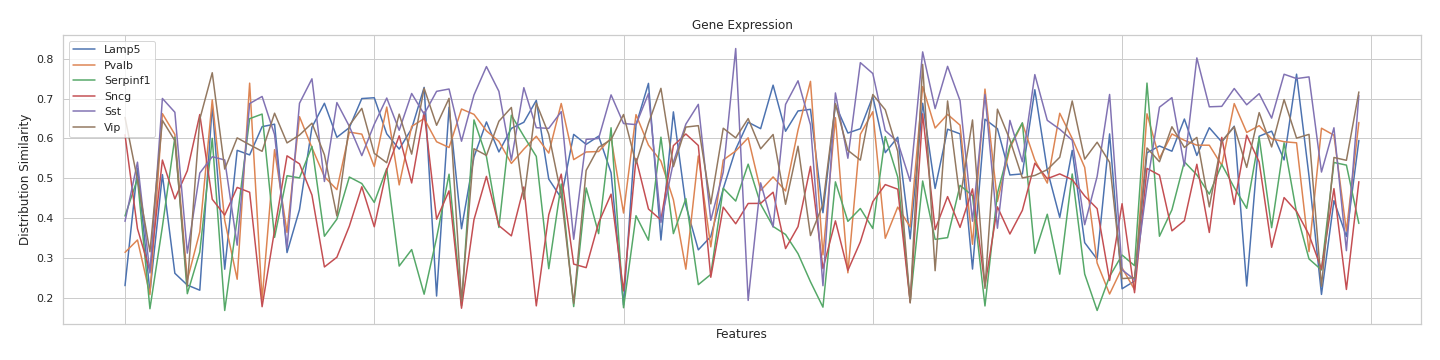 Gene Expression
Lamp5
Pvalb
Serpinf1
Sncg
Sst
Vip
0.8
0.7
0.6
0.5
0.4
0.3
0.2
Distribution Similarity
Features